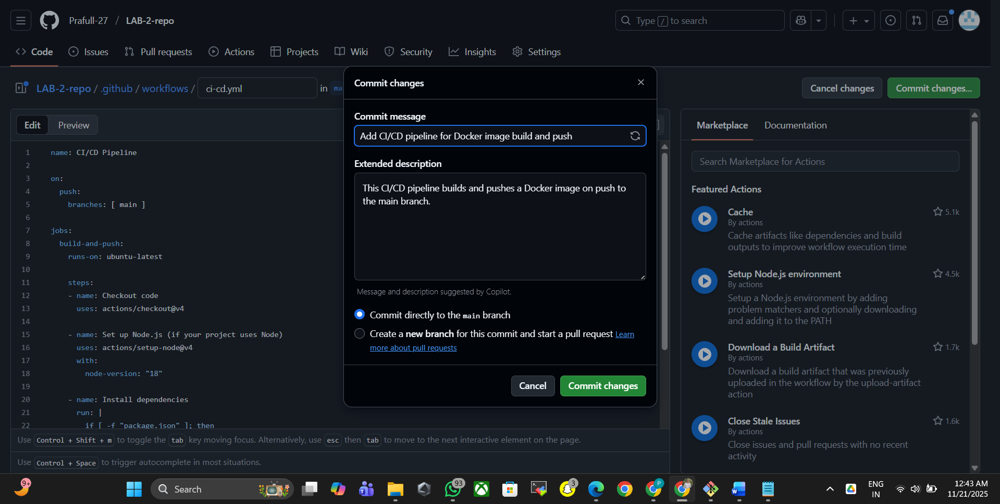 Prafull-27 / LAB-2-repo
Type / to search
Code
Issues
Pull requests
Actions
Projects
Wiki
Security
Insights
Settings
LAB-2-repo / .github / workflows / ci-cd.yml in ma
Cancel changes
Commit changes...
Edit
Preview
1 name: CI/CD Pipeline
2
3 on:
4 push:
5 branches: [ main ]
6
7 jobs:
8 build-and-push:
9 runs-on: ubuntu-latest
10
11 steps:
12 - name: Checkout code
13 uses: actions/checkout@v4
14
15 - name: Set up Node.js (if your project uses Node)
16 uses: actions/setup-node@v4
17 with:
18 node-version: "18"
19
20 - name: Install dependencies
21 run: |
22 if [ -f "package.json" ]; then
Use Control + Shift + m to toggle the tab key moving focus. Alternatively, use esc then tab to move to the next interactive element on the page.
Use Control + Space to trigger autocomplete in most situations.
Commit changes
Commit message
Add CI/CD pipeline for Docker image build and push
Extended description
This CI/CD pipeline builds and pushes a Docker image on push to
the main branch.
Message and description suggested by Copilot.
Commit directly to the main branch
Create a new branch for this commit and start a pull request Learn
more about pull requests
Cancel
Commit changes
Marketplace
Documentation
Search Marketplace for Actions
Featured Actions
Cache
5.1k
By actions
Cache artifacts like dependencies and build
outputs to improve workflow execution time
Setup Node.js environment
4.5k
By actions
Setup a Node.js environment by adding
problem matchers and optionally downloading
and adding it to the PATH
Download a Build Artifact
1.7k
By actions
Download a build artifact that was previously
uploaded in the workflow by the upload-artifact
action
Close Stale Issues
1.6k
By actions
Close issues and pull requests with no recent
activity
9+
Search
93
3
P
ENG
IN
12:43 AM
11/21/2025